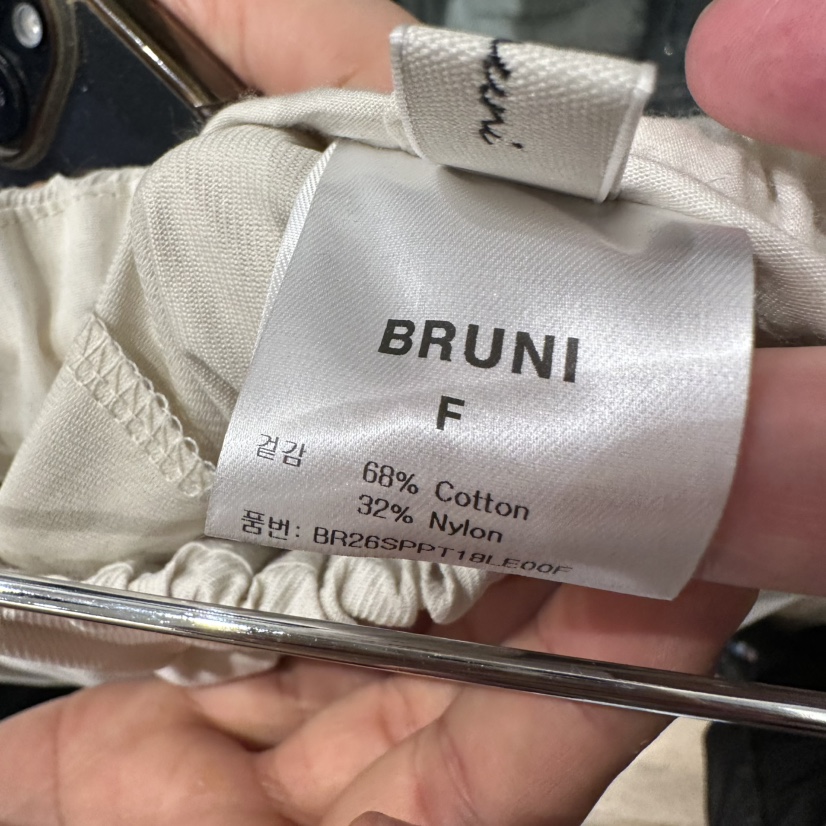 BRUNI
F
겉감
68% Cotton
32% Nylon
품번: BR26SPPT18LE00F